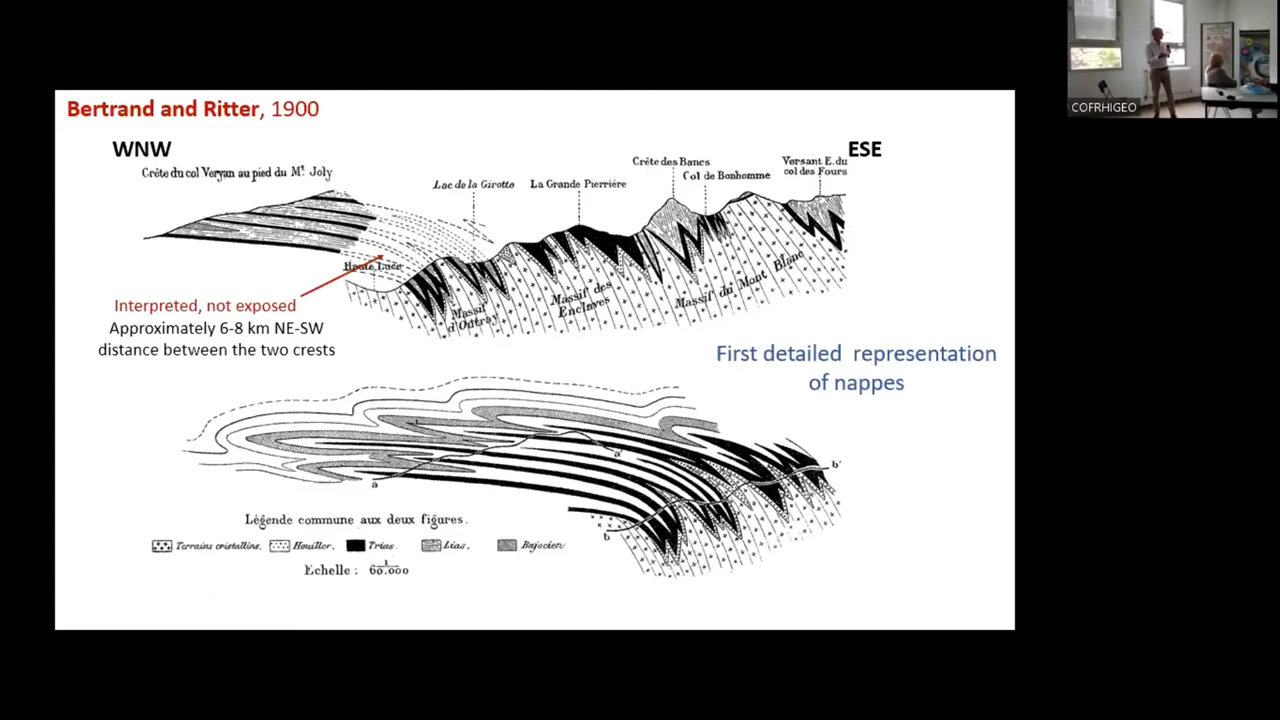 Bertrand and Ritter, 1900
COFRHIGEO
WNW
ESE
Crête du col Veryan au pied du Mt Joly
Lac de la Girotte
La Grande Pierrière
Crête des Bancs
Col de Bonhomme
Versant E. du
col des Fours
Haute Luce
Massif
d'Outray
Massif des
Enclaves
Massif du Mont Blanc
Interpreted, not exposed
Approximately 6-8 km NE-SW
distance between the two crests
First detailed representation
of nappes
a
a'
b
b'
Légende commune aux deux figures.
Terrains cristallins. Houiller. Trias. Lias. Bajocien
Echelle : 1/60.000